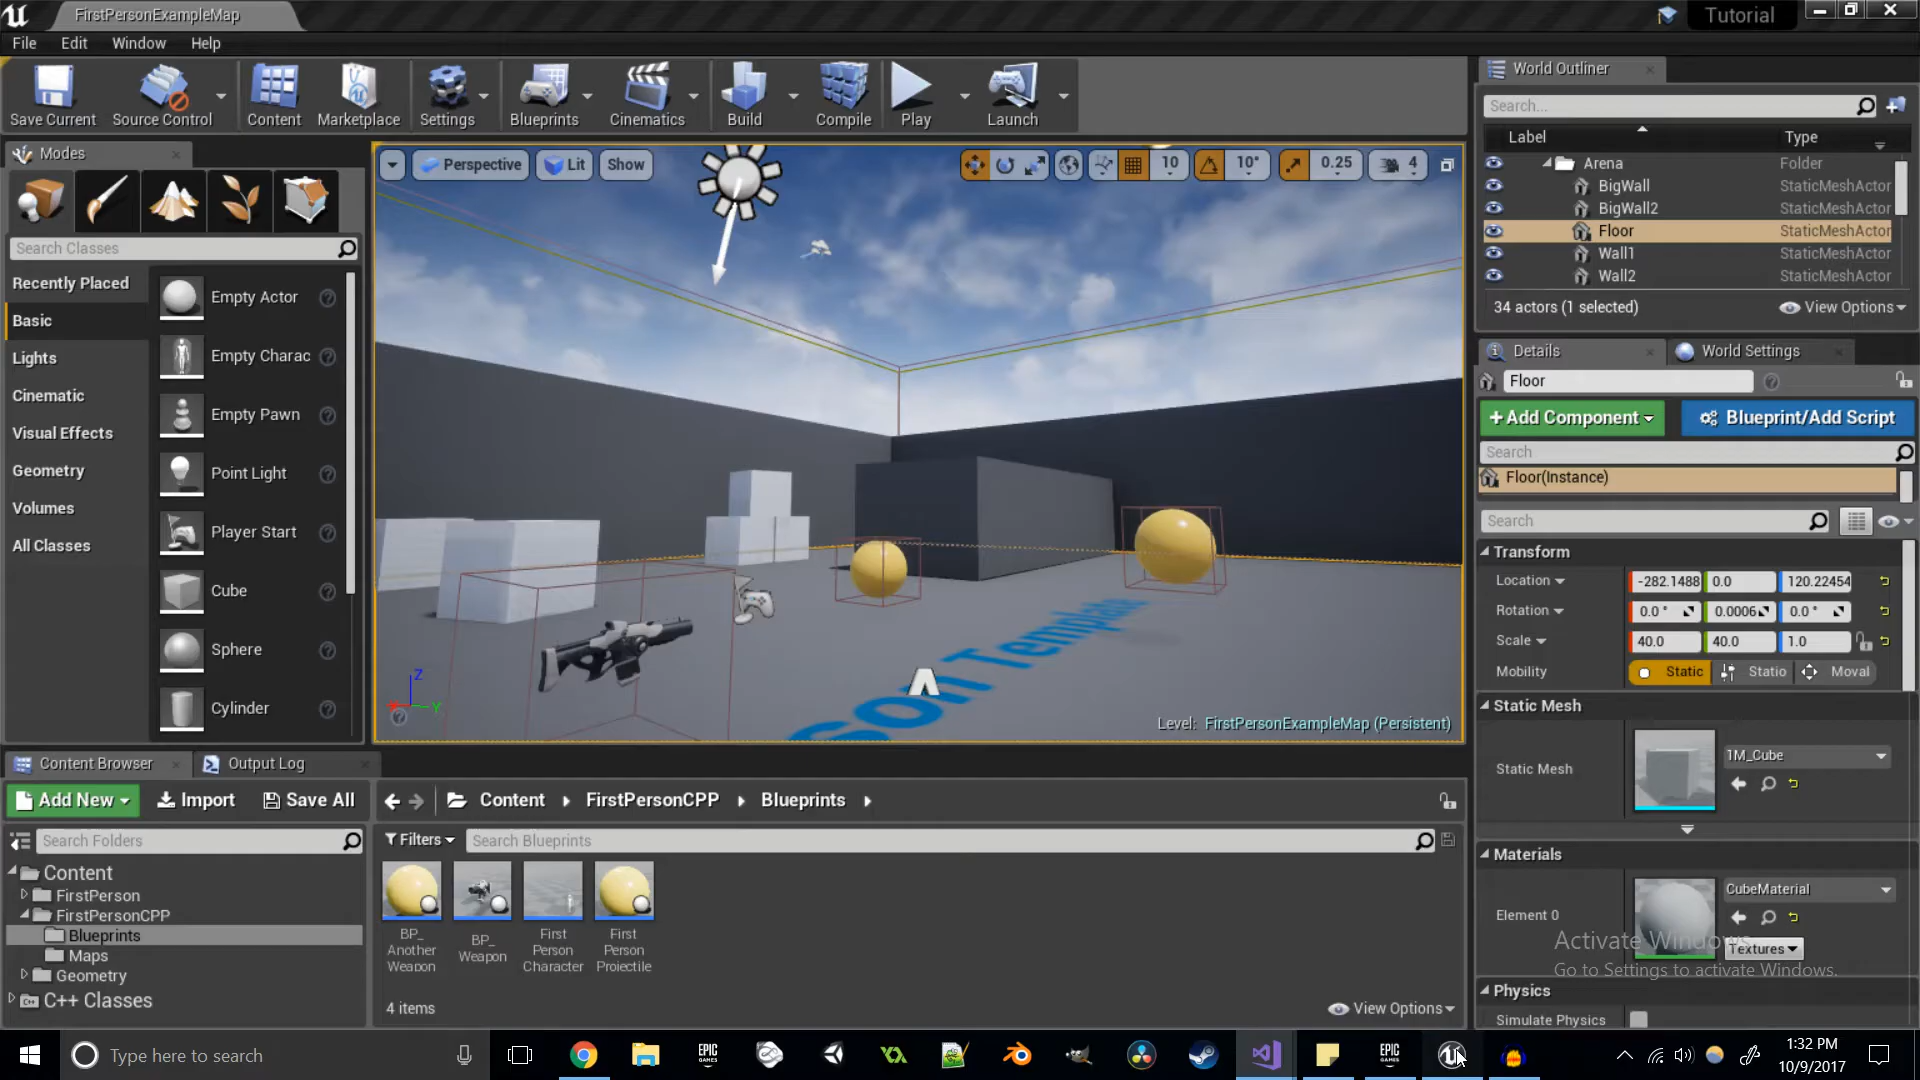 FirstPersonExampleMap
Tutorial
File Edit Window Help
Save Current Source Control Content Marketplace Settings Blueprints Cinematics Build Compile Play Launch
Modes
Search Classes
Recently Placed
Basic
Lights
Cinematic
Visual Effects
Geometry
Volumes
All Classes
Empty Actor
Empty Charac
Empty Pawn
Point Light
Player Start
Cube
Sphere
Cylinder
Perspective Lit Show 10 10° 0.25 4
Z
Y
Level: FirstPersonExampleMap (Persistent)
World Outliner
Search...
Label Type
Arena Folder
BigWall StaticMeshActor
BigWall2 StaticMeshActor
Floor StaticMeshActor
Wall1 StaticMeshActor
Wall2 StaticMeshActor
34 actors (1 selected) View Options
Details World Settings
Floor
+Add Component Blueprint/Add Script
Search
Floor(Instance)
Search
Transform
Location -282.1488 0.0 120.22454
Rotation 0.0 ° 0.0006 0.0 °
Scale 40.0 40.0 1.0
Mobility Static Statio Moval
Static Mesh
Static Mesh 1M_Cube
Materials
Element 0 CubeMaterial
Textures
Activate Windows
Go to Settings to activate Windows.
Physics
Simulate Physics
Content Browser Output Log
Add New Import Save All Content FirstPersonCPP Blueprints
Search Folders
Filters Search Blueprints
Content
FirstPerson
FirstPersonCPP
Blueprints
Maps
Geometry
C++ Classes
BP_
Another
Weapon
BP_
Weapon
First
Person
Character
First
Person
Projectile
4 items View Options
Type here to search
EPIC
GAMES
EPIC
GAMES
1:32 PM
10/9/2017